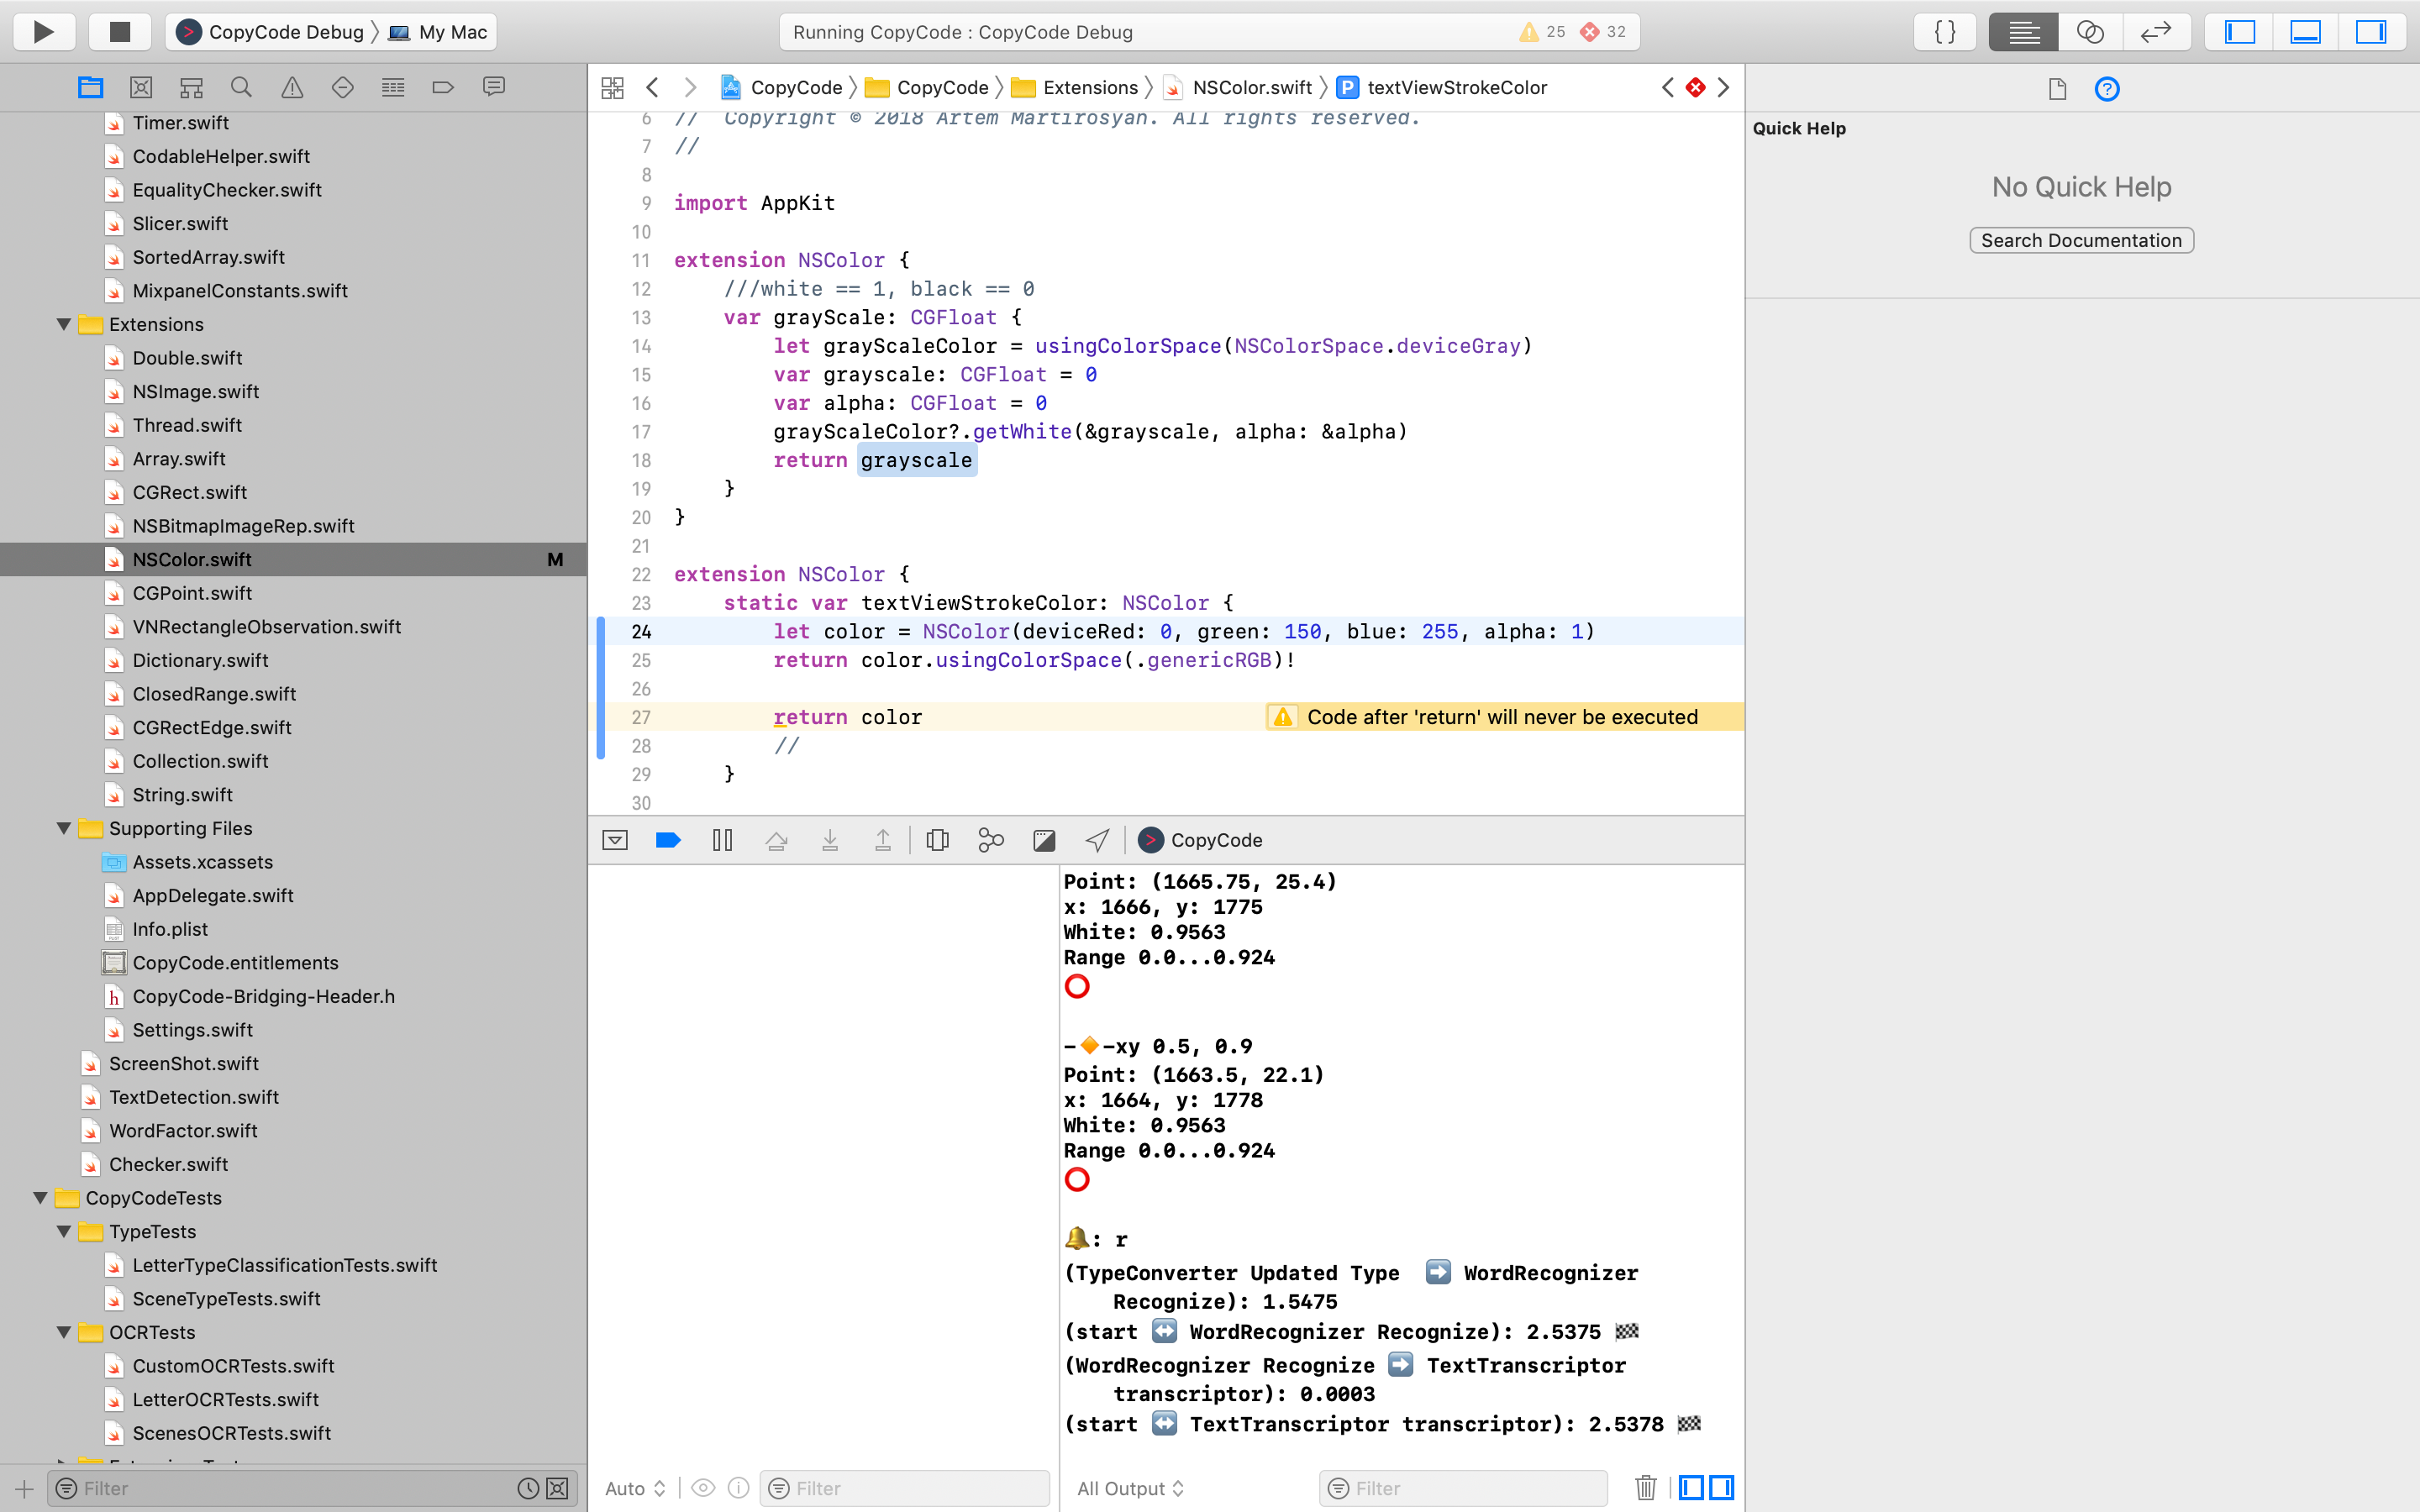 CopyCode Debug 〉 My Mac
Running CopyCode : CopyCode Debug
25
32
{ }
Timer.swift
CodableHelper.swift
EqualityChecker.swift
Slicer.swift
SortedArray.swift
MixpanelConstants.swift
Extensions
Double.swift
NSImage.swift
Thread.swift
Array.swift
CGRect.swift
NSBitmapImageRep.swift
NSColor.swift M
CGPoint.swift
VNRectangleObservation.swift
Dictionary.swift
ClosedRange.swift
CGRectEdge.swift
Collection.swift
String.swift
Supporting Files
Assets.xcassets
AppDelegate.swift
Info.plist
CopyCode.entitlements
CopyCode-Bridging-Header.h
Settings.swift
ScreenShot.swift
TextDetection.swift
WordFactor.swift
Checker.swift
CopyCodeTests
TypeTests
LetterTypeClassificationTests.swift
SceneTypeTests.swift
OCRTests
CustomOCRTests.swift
LetterOCRTests.swift
ScenesOCRTests.swift
Filter
CopyCode 〉 CopyCode 〉 Extensions 〉 NSColor.swift 〉 P textViewStrokeColor
6 //  Copyright © 2018 Artem Martirosyan. All rights reserved.
7 //
8
9 import AppKit
10
11 extension NSColor {
12     ///white == 1, black == 0
13     var grayScale: CGFloat {
14         let grayScaleColor = usingColorSpace(NSColorSpace.deviceGray)
15         var grayscale: CGFloat = 0
16         var alpha: CGFloat = 0
17         grayScaleColor?.getWhite(&grayscale, alpha: &alpha)
18         return grayscale
19     }
20 }
21
22 extension NSColor {
23     static var textViewStrokeColor: NSColor {
24         let color = NSColor(deviceRed: 0, green: 150, blue: 255, alpha: 1)
25         return color.usingColorSpace(.genericRGB)!
26
27         return color Code after 'return' will never be executed
28         //
29     }
30
CopyCode
Point: (1665.75, 25.4)
x: 1666, y: 1775
White: 0.9563
Range 0.0...0.924
⭕
-🔸-xy 0.5, 0.9
Point: (1663.5, 22.1)
x: 1664, y: 1778
White: 0.9563
Range 0.0...0.924
⭕
🔔: r
(TypeConverter Updated Type  ➡️ WordRecognizer
Recognize): 1.5475
(start ↔️ WordRecognizer Recognize): 2.5375 🏁
(WordRecognizer Recognize ➡️ TextTranscriptor
transcriptor): 0.0003
(start ↔️ TextTranscriptor transcriptor): 2.5378 🏁
Auto
Filter
All Output
Filter
Quick Help
No Quick Help
Search Documentation